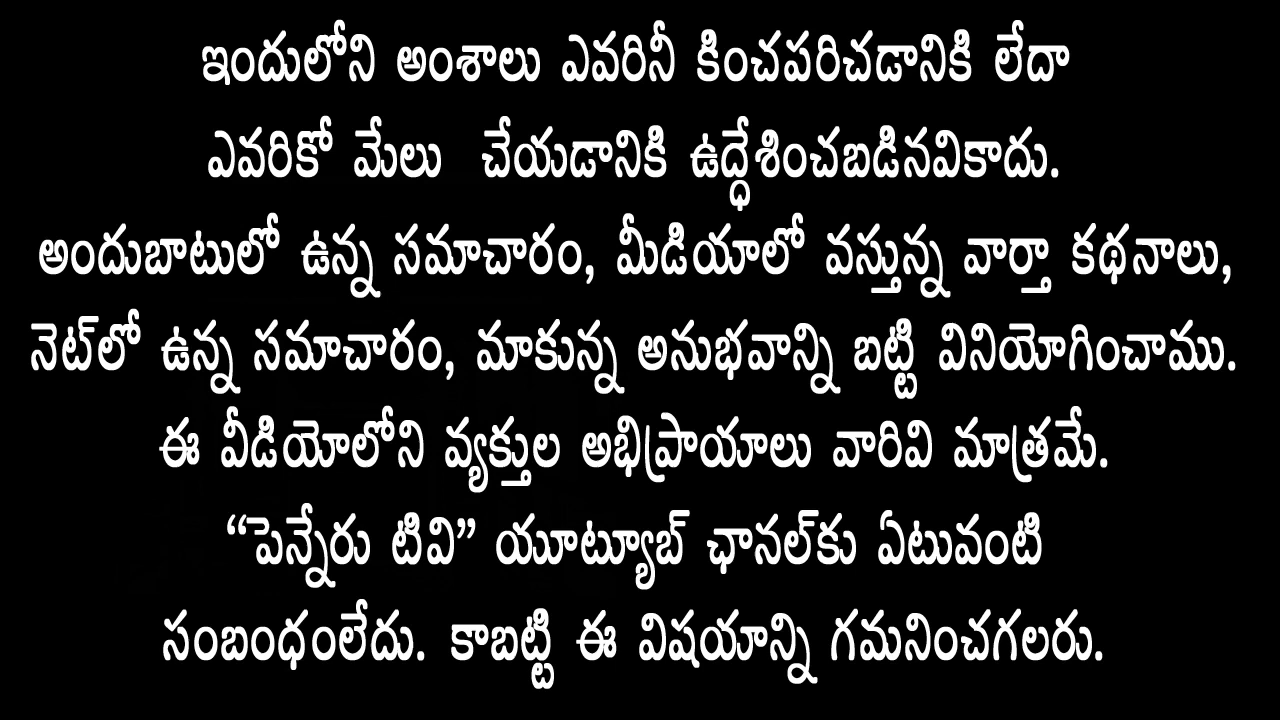 ఇందులోని అంశాలు ఎవరినీ కించపరిచడానికి లేదా
ఎవరికో మేలు చేయడానికి ఉద్ధేశించబడినవికాదు.
అందుబాటులో ఉన్న సమాచారం, మీడియాలో వస్తున్న వార్తా కథనాలు,
నెట్‌లో ఉన్న సమాచారం, మాకున్న అనుభవాన్ని బట్టి వినియోగించాము.
ఈ వీడియోలోని వ్యక్తుల అభిప్రాయాలు వారివి మాత్రమే.
“పెన్నేరు టివి” యూట్యూబ్ ఛానల్‌కు ఏటువంటి
సంబంధంలేదు. కాబట్టి ఈ విషయాన్ని గమనించగలరు.